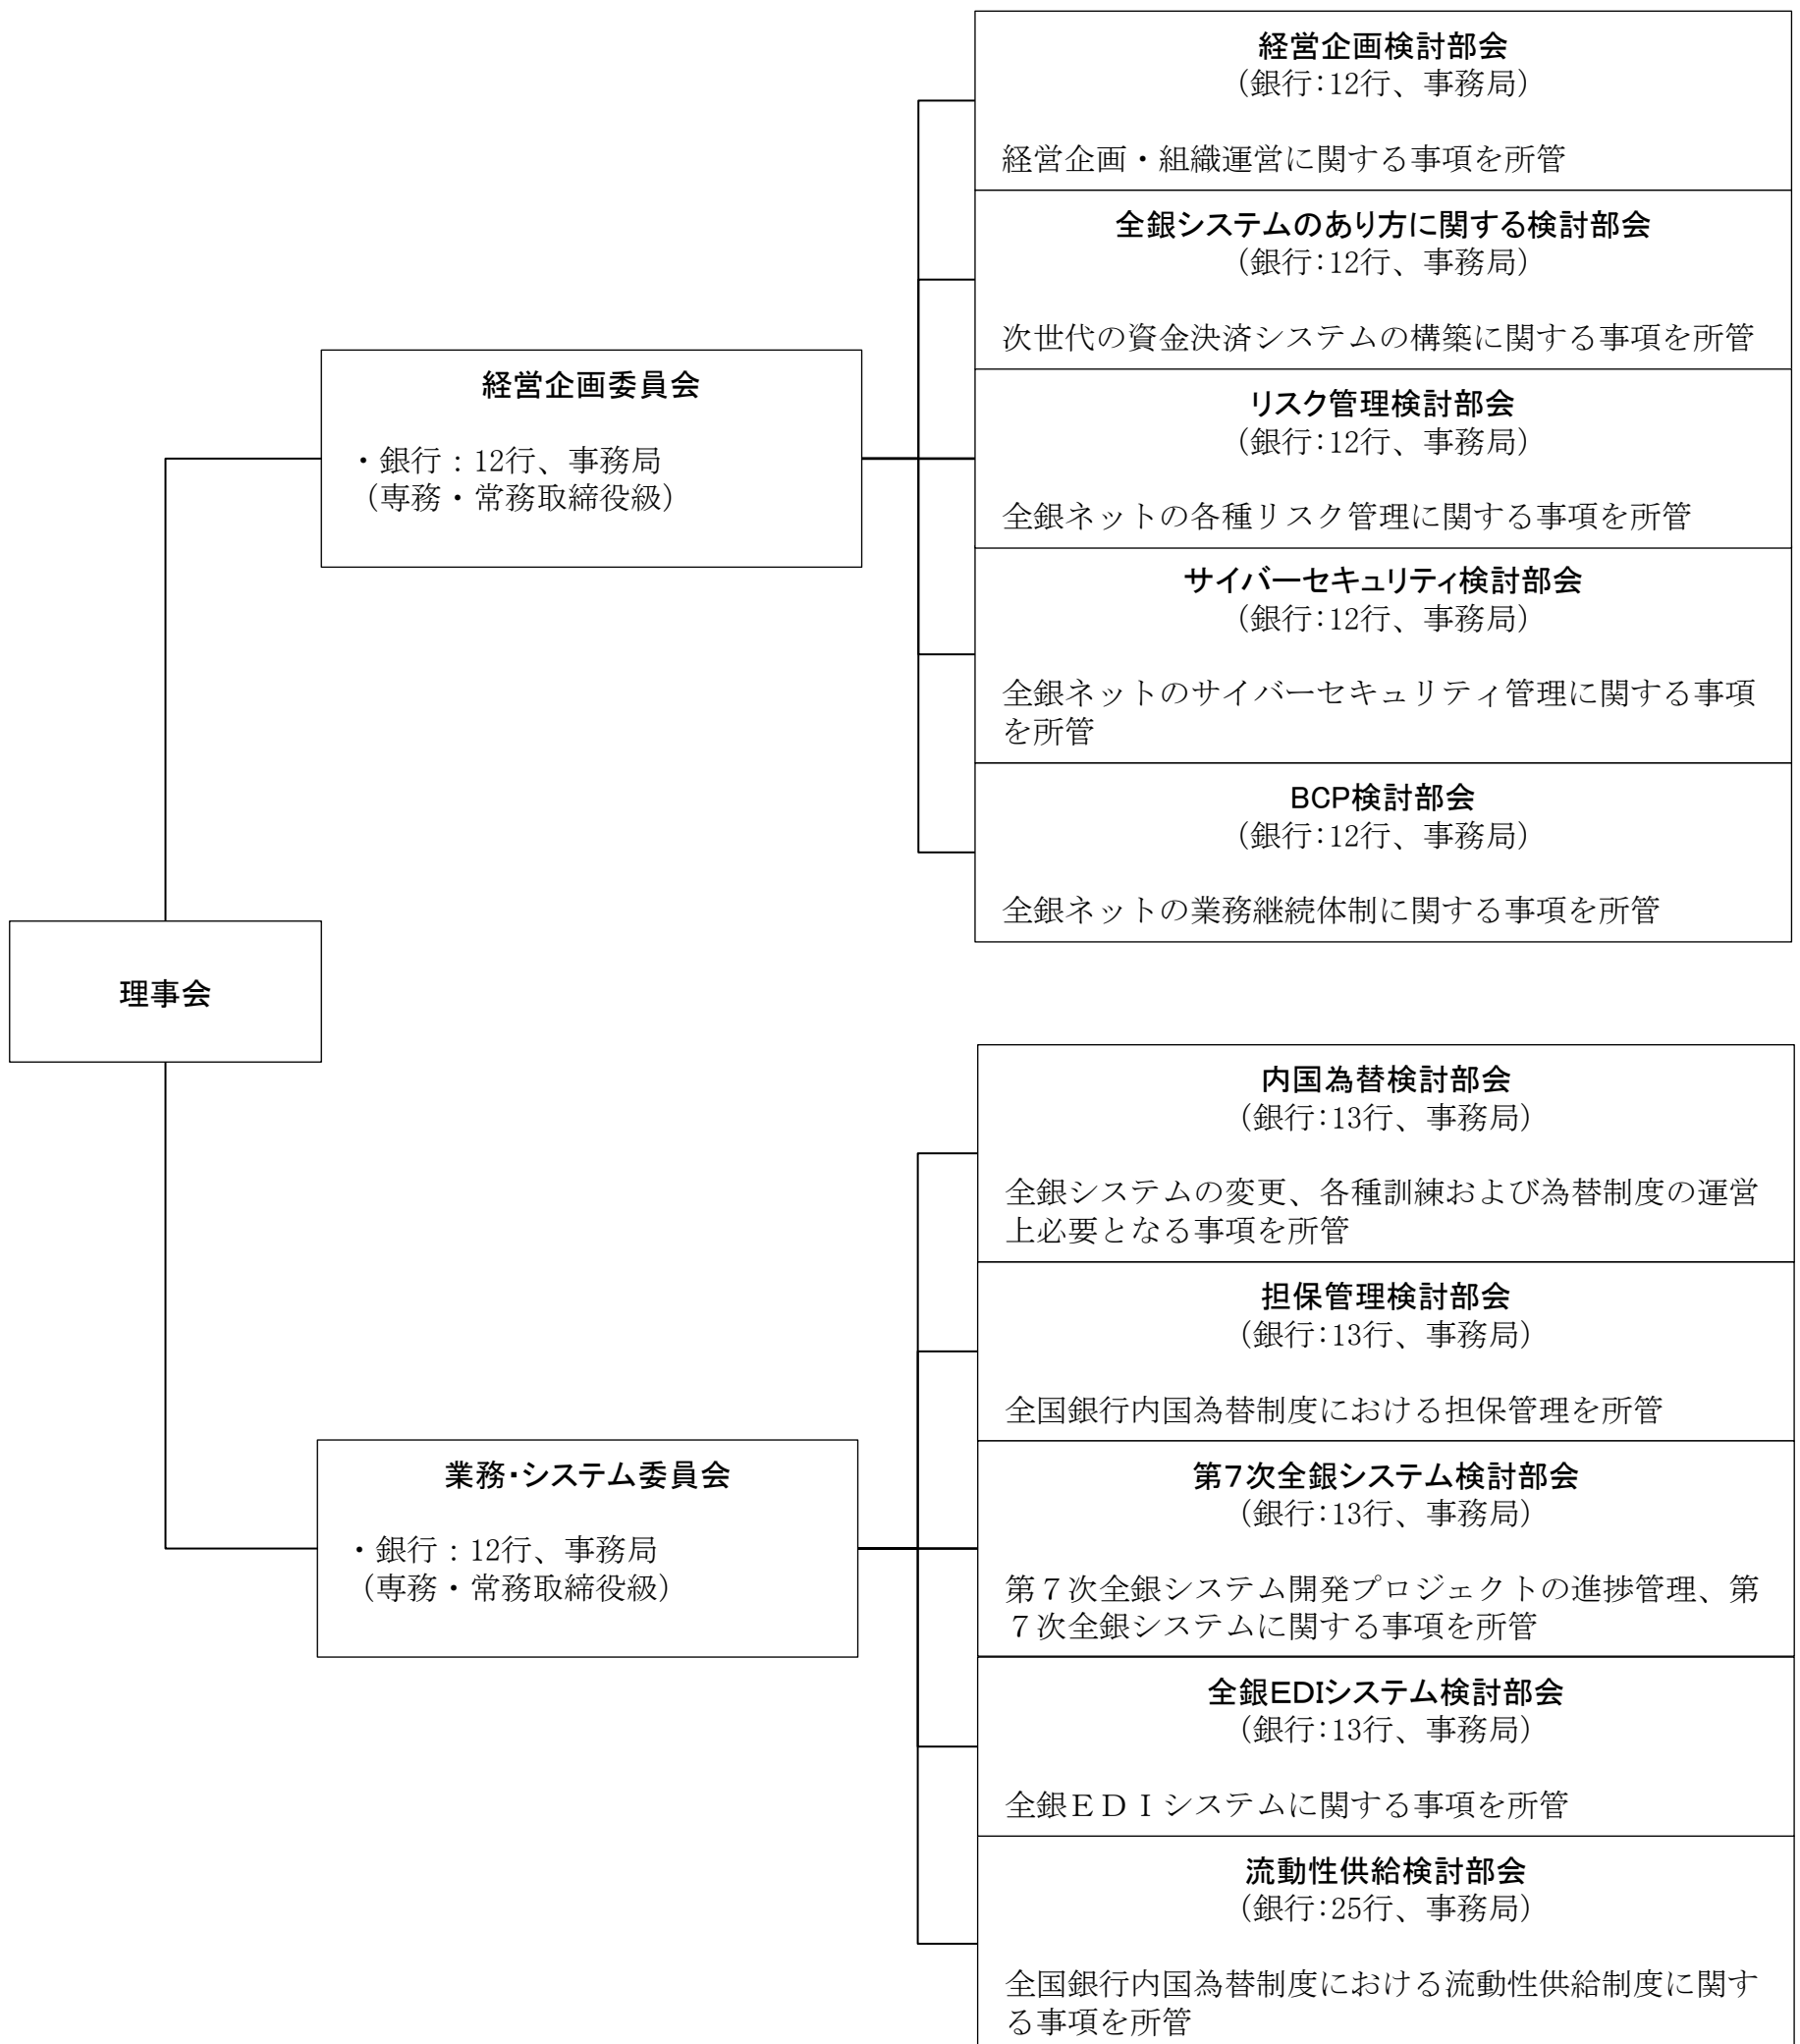 経営企画検討部会
(銀行:12行、事務局)
経営企画・組織運営に関する事項を所管
全銀システムのあり方に関する検討部会
(銀行:12行、事務局)
次世代の資金決済システムの構築に関する事項を所管
経営企画委員会
・銀行：12行、事務局
（専務・常務取締役級）
リスク管理検討部会
(銀行:12行、事務局)
全銀ネットの各種リスク管理に関する事項を所管
サイバーセキュリティ検討部会
(銀行:12行、事務局)
全銀ネットのサイバーセキュリティ管理に関する事項
を所管
BCP検討部会
(銀行:12行、事務局)
全銀ネットの業務継続体制に関する事項を所管
理事会
内国為替検討部会
(銀行:13行、事務局)
全銀システムの変更、各種訓練および為替制度の運営
上必要となる事項を所管
担保管理検討部会
(銀行:13行、事務局)
全国銀行内国為替制度における担保管理を所管
業務・システム委員会
・銀行：12行、事務局
（専務・常務取締役級）
第7次全銀システム検討部会
(銀行:13行、事務局)
第７次全銀システム開発プロジェクトの進捗管理、第
７次全銀システムに関する事項を所管
全銀EDIシステム検討部会
(銀行:13行、事務局)
全銀ＥＤＩシステムに関する事項を所管
流動性供給検討部会
(銀行:25行、事務局)
全国銀行内国為替制度における流動性供給制度に関す
る事項を所管